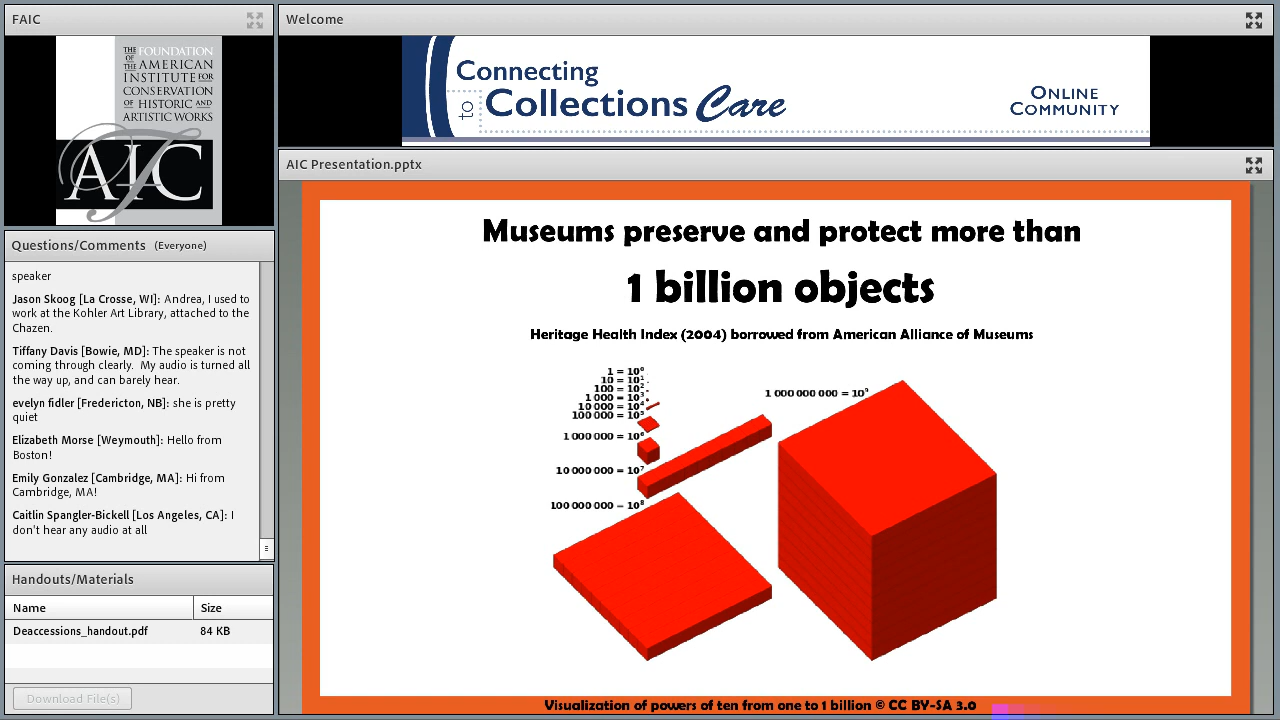 FAIC
THE FOUNDATION
OF THE AMERICAN
INSTITUTE FOR
CONSERVATION
OF HISTORIC AND
ARTISTIC WORKS
AIC
Questions/Comments (Everyone)
speaker
Jason Skoog [La Crosse, WI]: Andrea, I used to
work at the Kohler Art Library, attached to the
Chazen.
Tiffany Davis [Bowie, MD]: The speaker is not
coming through clearly. My audio is turned all
the way up, and can barely hear.
evelyn fidler [Fredericton, NB]: she is pretty
quiet
Elizabeth Morse [Weymouth]: Hello from
Boston!
Emily Gonzalez [Cambridge, MA]: Hi from
Cambridge, MA!
Caitlin Spangler-Bickell [Los Angeles, CA]: I
don't hear any audio at all
Handouts/Materials
Name Size
Deaccessions_handout.pdf 84 KB
Download File(s)
Welcome
Connecting
to Collections Care
ONLINE
COMMUNITY
AIC Presentation.pptx
Museums preserve and protect more than
1 billion objects
Heritage Health Index (2004) borrowed from American Alliance of Museums
1 = 10⁰
10 = 10¹
100 = 10²
1 000 = 10³
10 000 = 10⁴
100 000 = 10⁵
1 000 000 = 10⁶
10 000 000 = 10⁷
100 000 000 = 10⁸
1 000 000 000 = 10⁹
Visualization of powers of ten from one to 1 billion © CC BY-SA 3.0